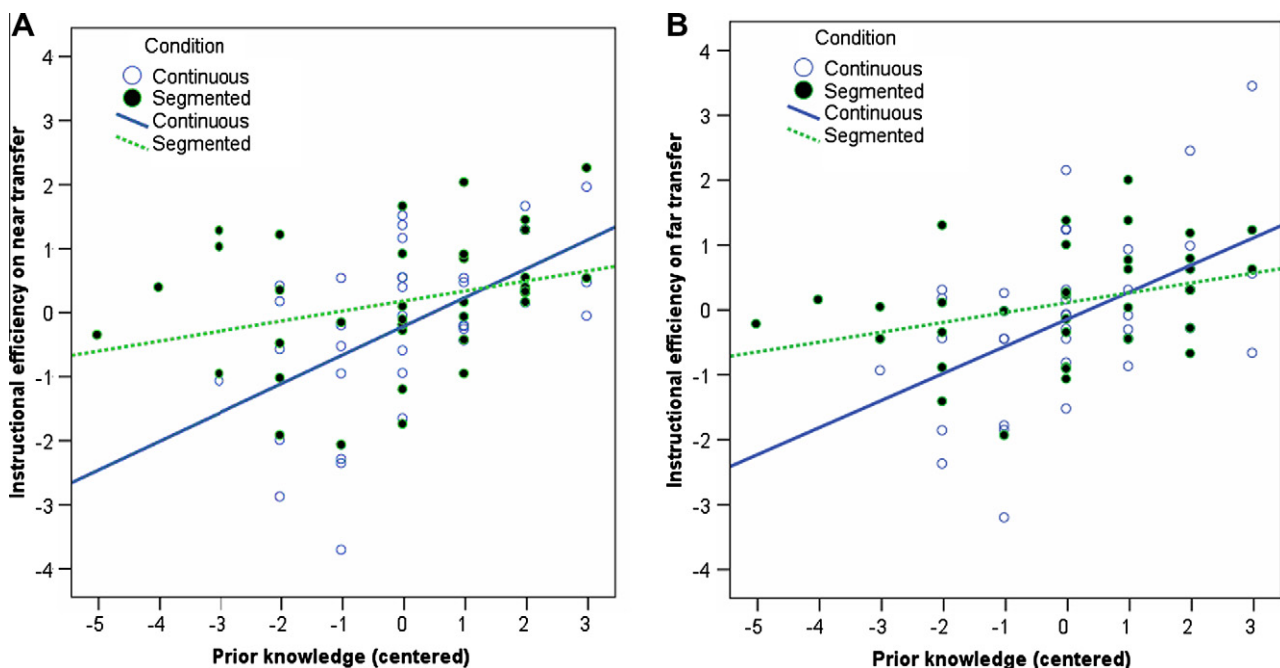 A
Condition
Continuous
Segmented
Continuous
Segmented
Instructional efficiency on near transfer
4
3
2
1
0
-1
-2
-3
-4
-5 -4 -3 -2 -1 0 1 2 3
Prior knowledge (centered)
B
Condition
Continuous
Segmented
Continuous
Segmented
Instructional efficiency on far transfer
4
3
2
1
0
-1
-2
-3
-4
-5 -4 -3 -2 -1 0 1 2 3
Prior knowledge (centered)